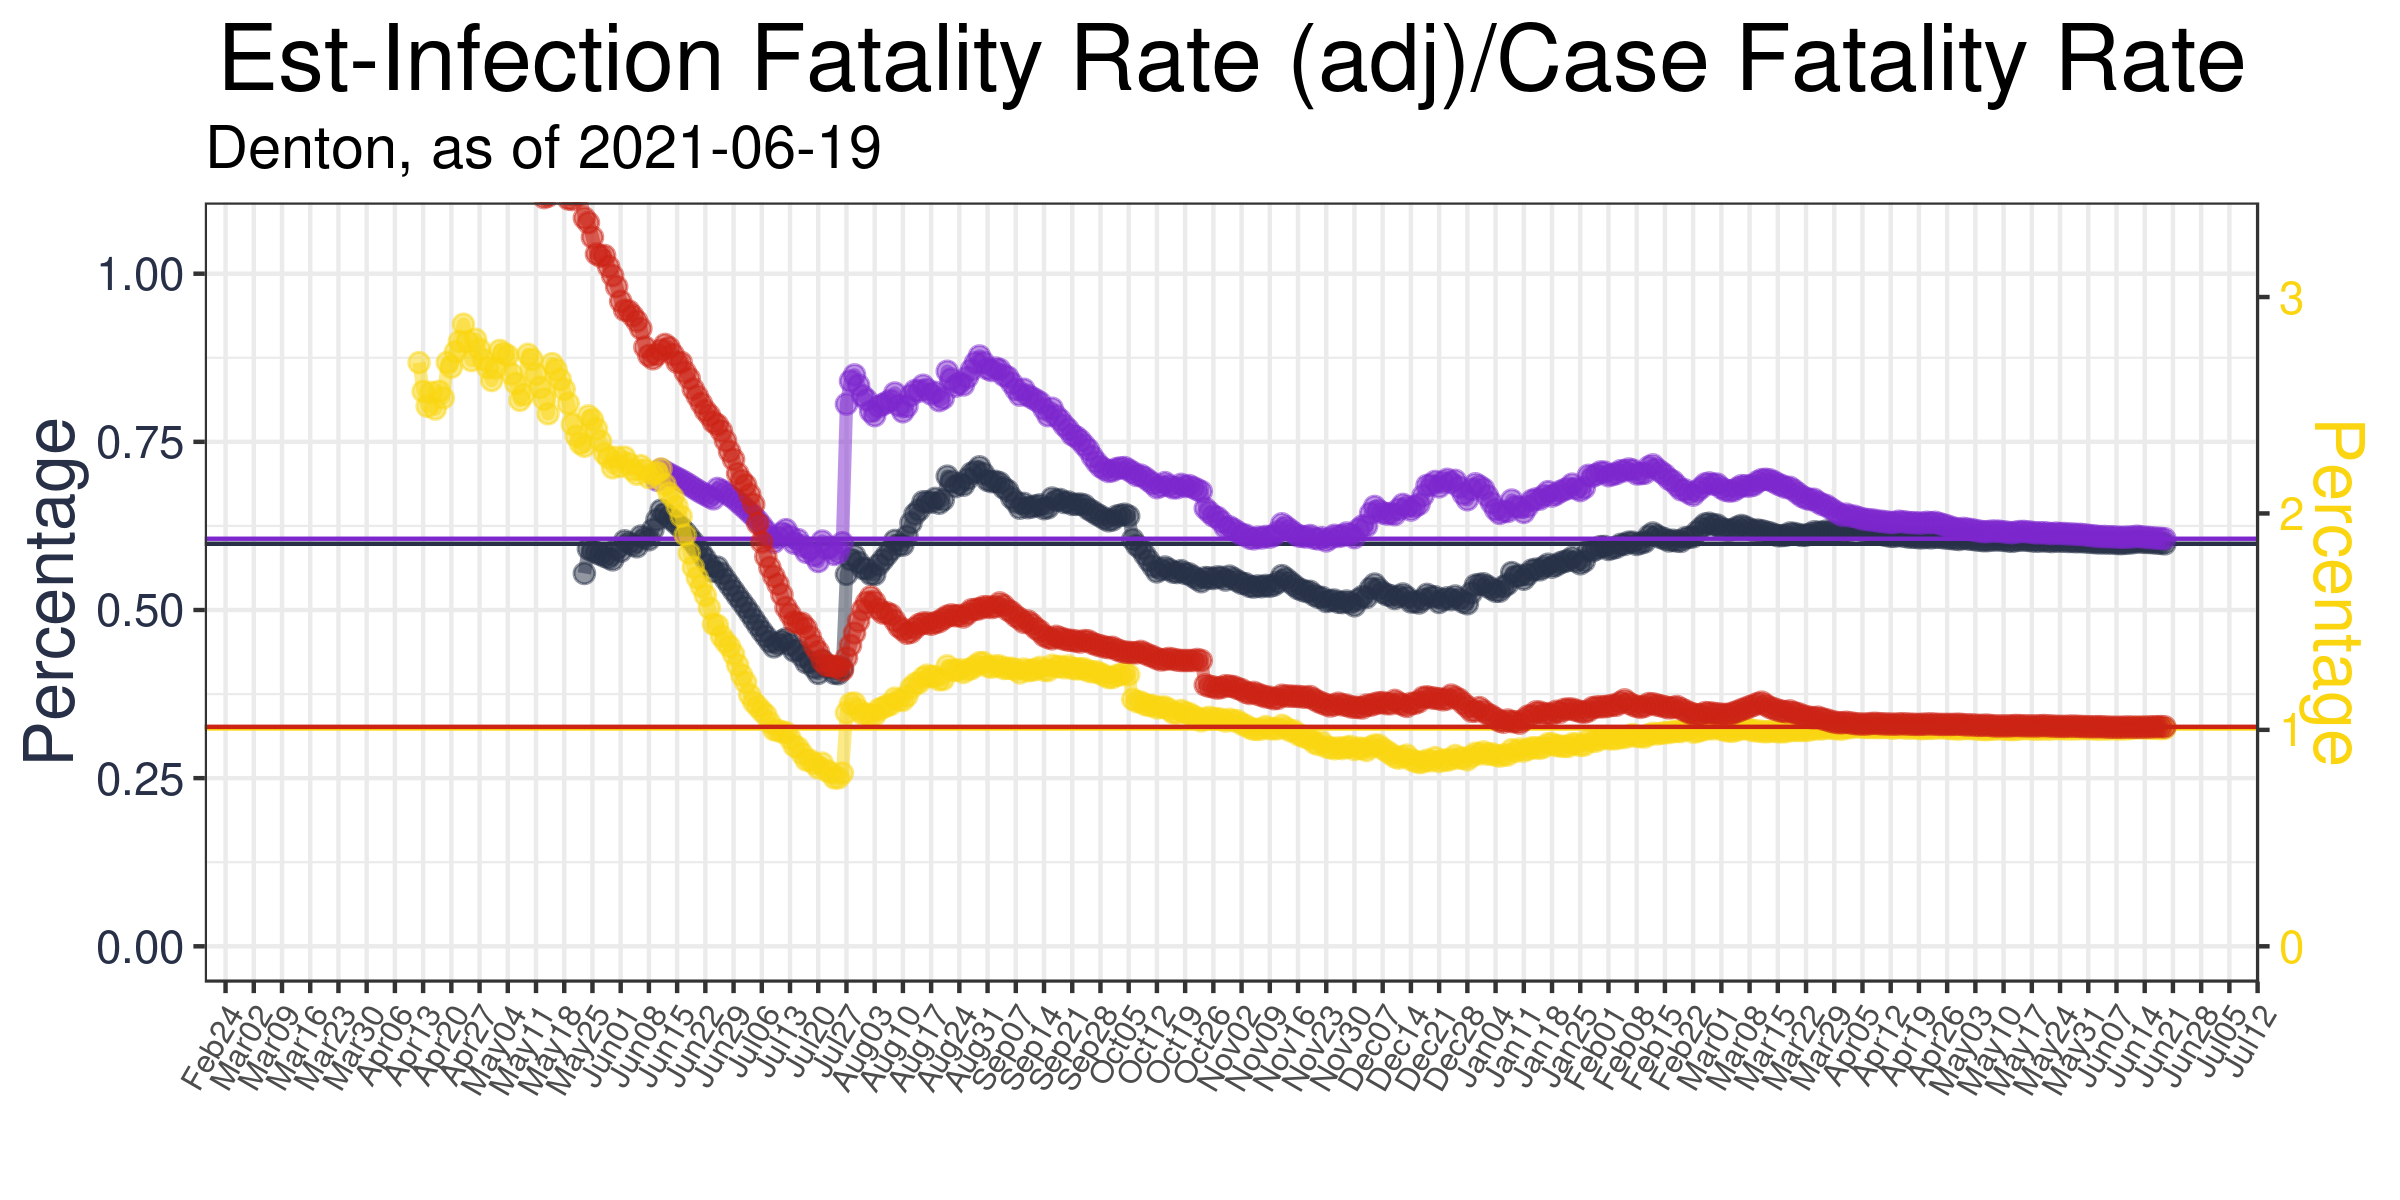 Est-Infection Fatality Rate (adj)/Case Fatality Rate
Denton, as of 2021-06-19
Percentage
1.00
0.75
0.50
0.25
0.00
3
2
1
0
Percentage
Feb24
Mar02
Mar09
Mar16
Mar23
Mar30
Apr06
Apr13
Apr20
Apr27
May04
May11
May18
May25
Jun01
Jun08
Jun15
Jun22
Jun29
Jul06
Jul13
Jul20
Jul27
Aug03
Aug10
Aug17
Aug24
Aug31
Sep07
Sep14
Sep21
Sep28
Oct05
Oct12
Oct19
Oct26
Nov02
Nov09
Nov16
Nov23
Nov30
Dec07
Dec14
Dec21
Dec28
Jan04
Jan11
Jan18
Jan25
Feb01
Feb08
Feb15
Feb22
Mar01
Mar08
Mar15
Mar22
Mar29
Apr05
Apr12
Apr19
Apr26
May03
May10
May17
May24
May31
Jun07
Jun14
Jun21
Jun28
Jul05
Jul12